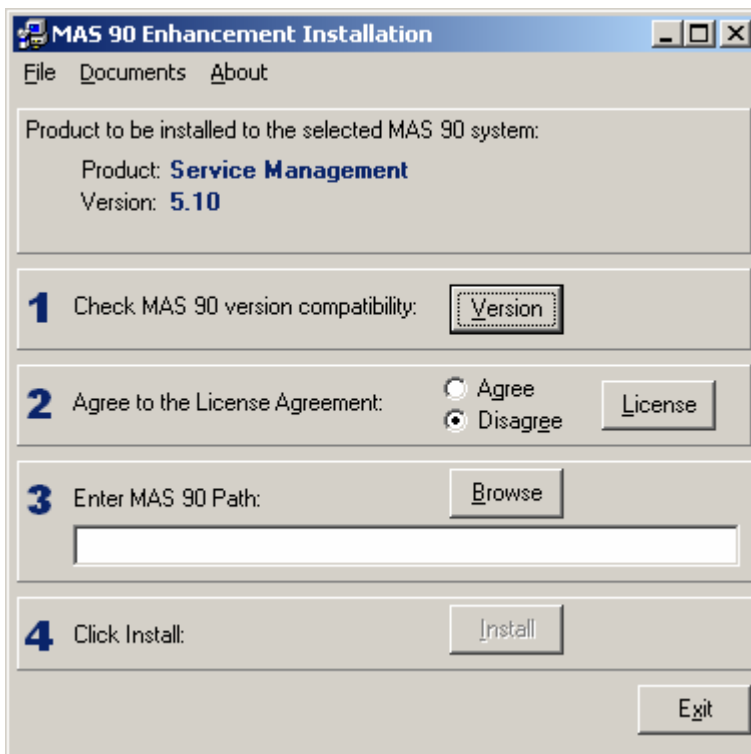 MAS 90 Enhancement Installation
File Documents About
Product to be installed to the selected MAS 90 system:
Product: Service Management
Version: 5.10
1 Check MAS 90 version compatibility: Version
2 Agree to the License Agreement: Agree
Disagree
License
3 Enter MAS 90 Path: Browse
4 Click Install: Install
Exit